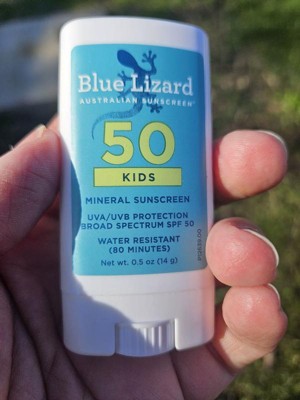 Blue Lizard
AUSTRALIAN SUNSCREEN™
50
KIDS
MINERAL SUNSCREEN
UVA/UVB PROTECTION
BROAD SPECTRUM SPF 50
WATER RESISTANT
(80 MINUTES)
Net wt. 0.5 oz (14 g)